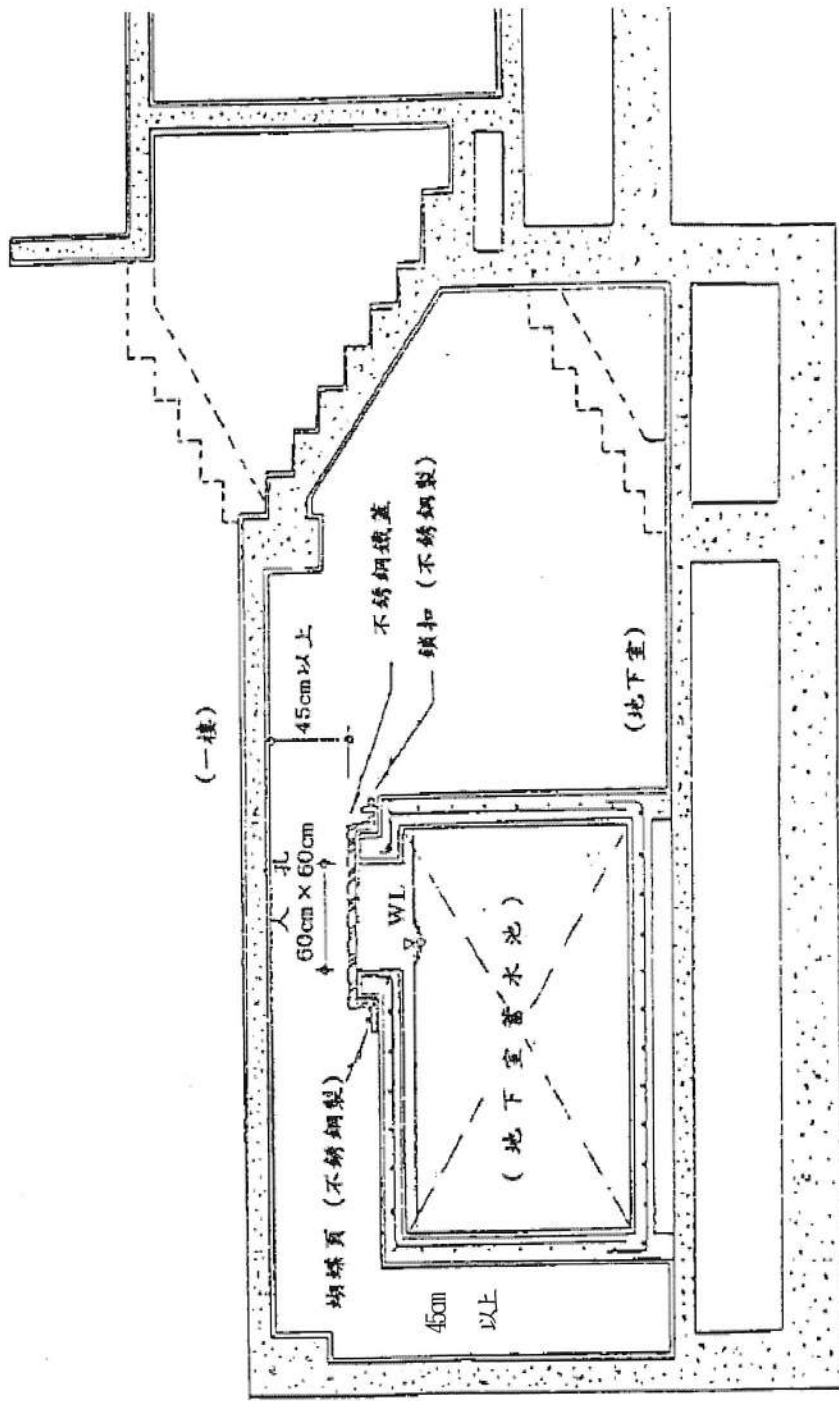 (一樓)
45cm以上
人孔
60cm×60cm
不銹鋼鐵蓋
鎖扣(不銹鋼製)
蝴蝶頁(不銹鋼製)
WL
(地下室蓄水池)
(地下室)
45cm
以上